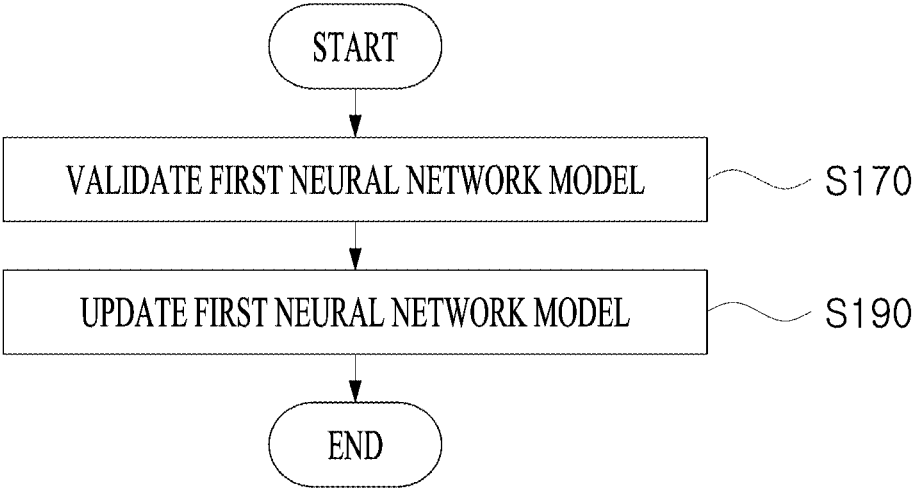 START
VALIDATE FIRST NEURAL NETWORK MODEL
S170
UPDATE FIRST NEURAL NETWORK MODEL
S190
END